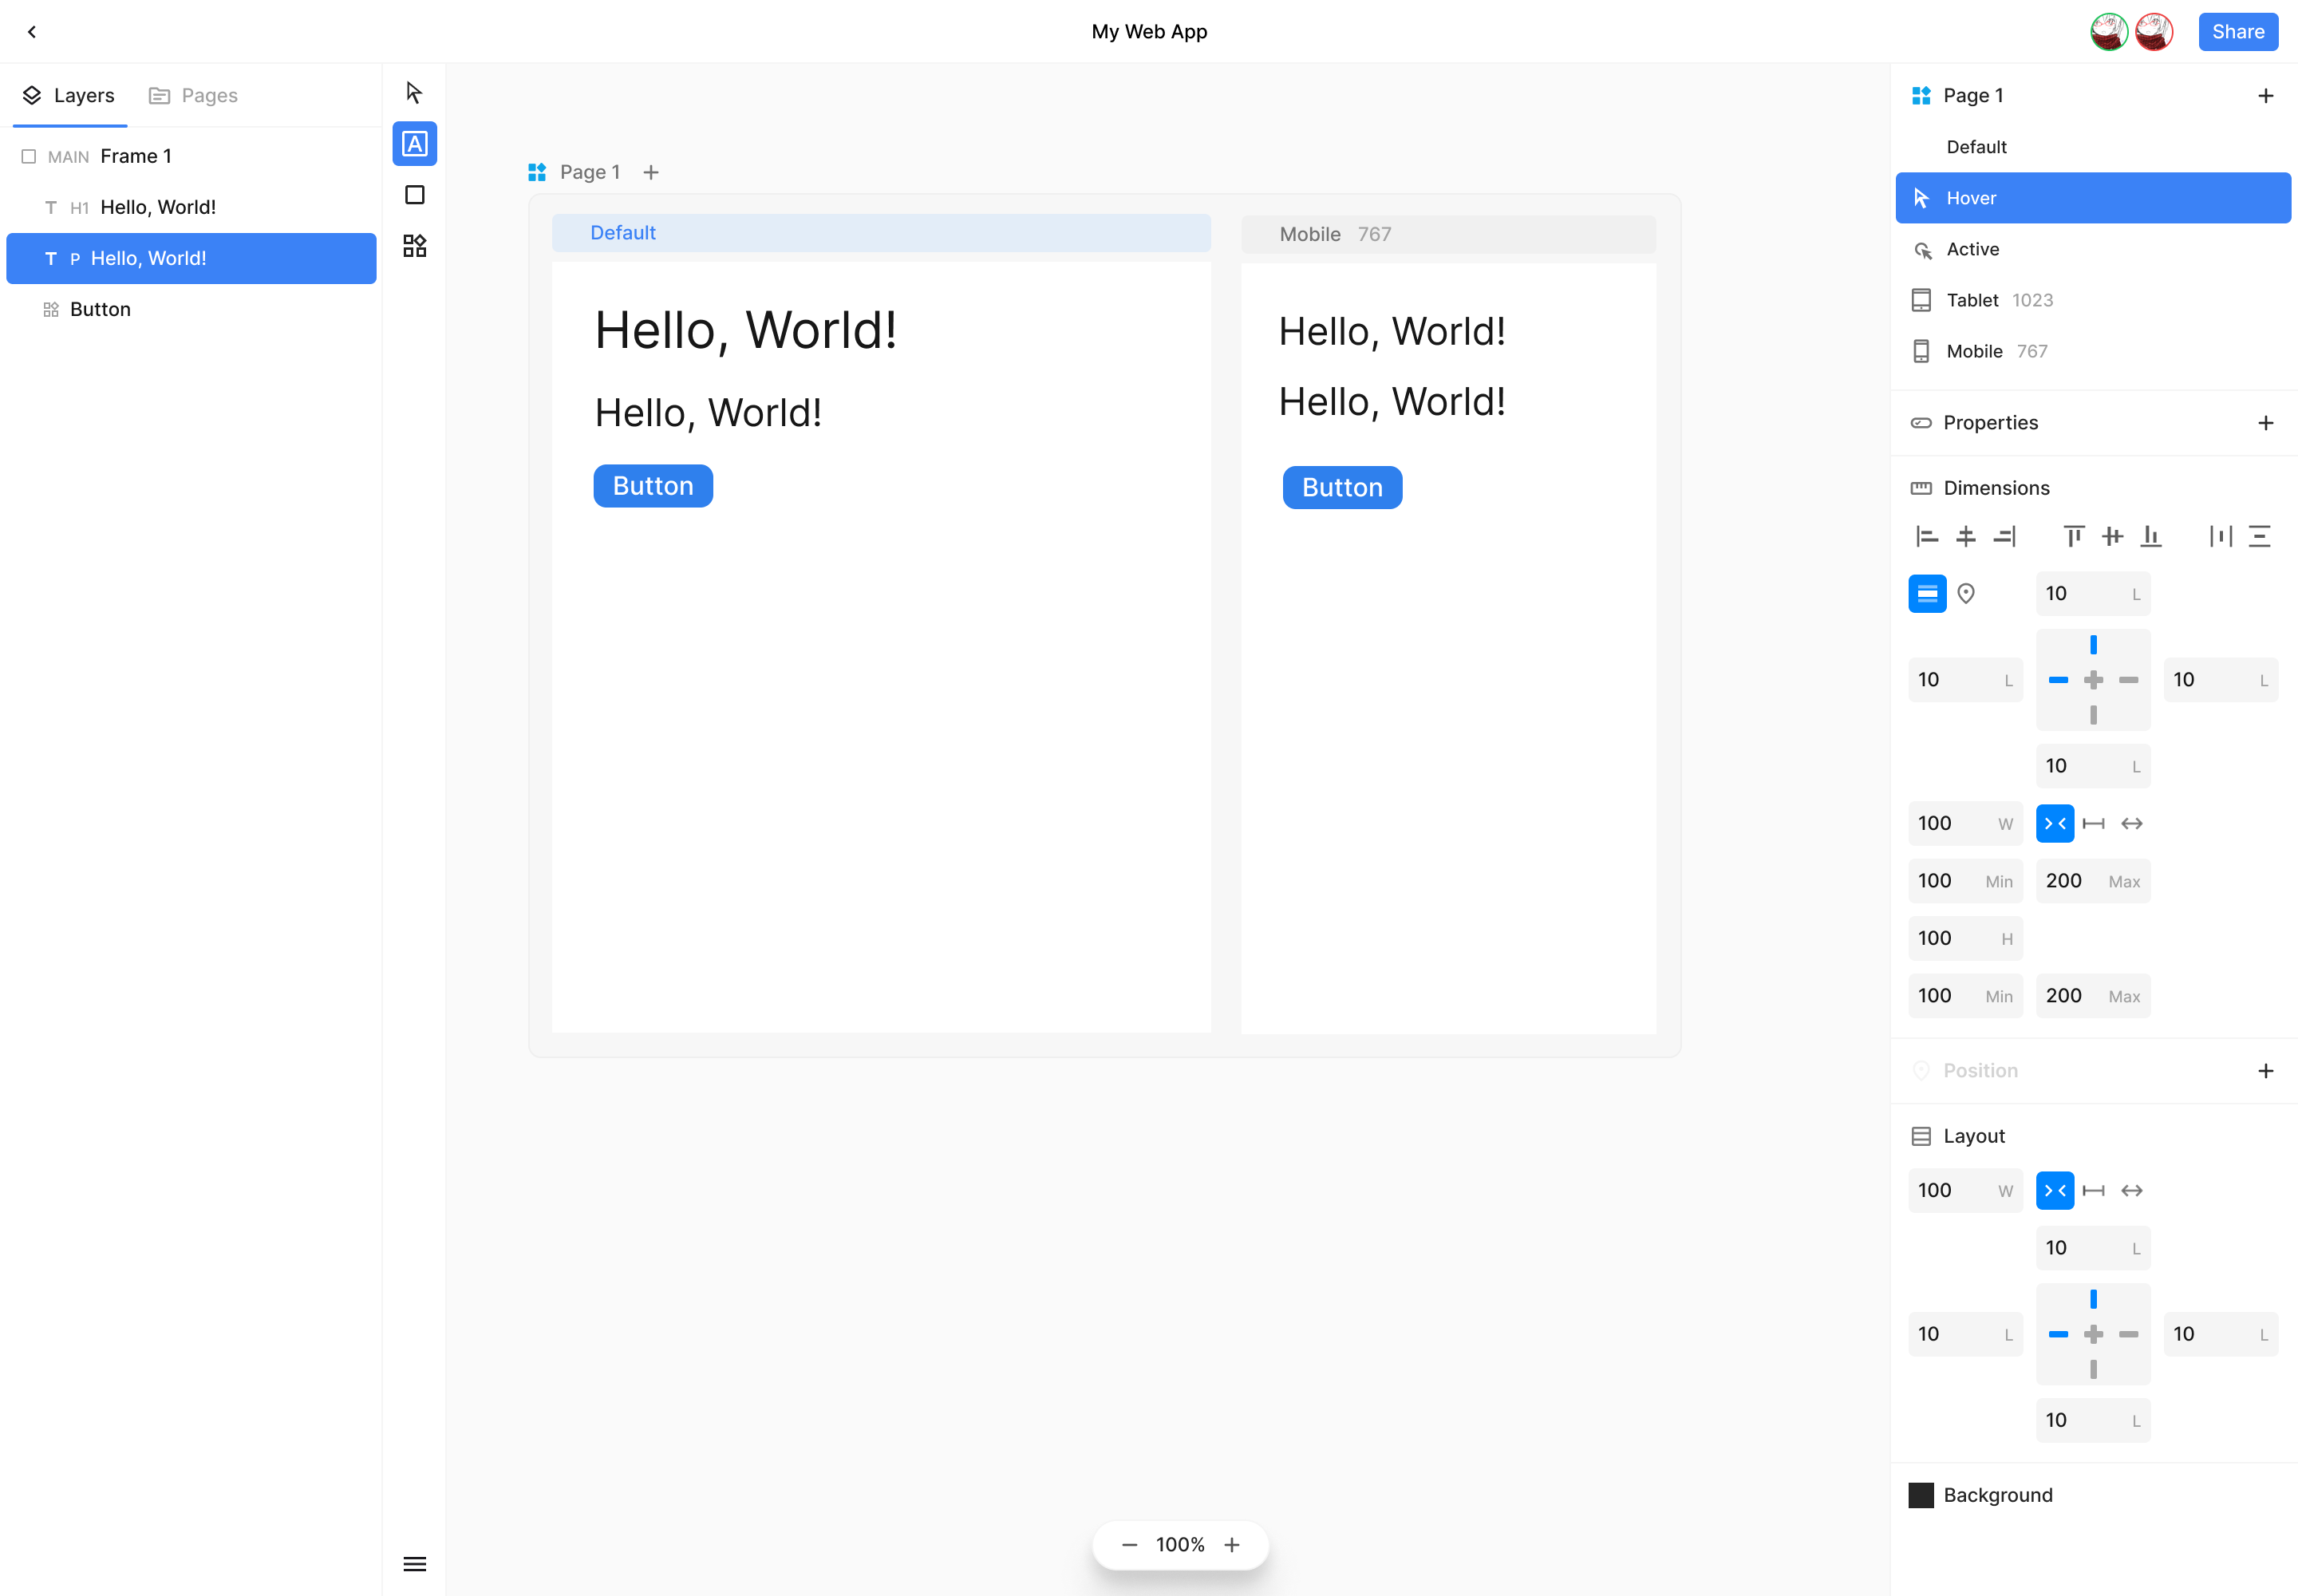 My Web App
Share
Layers
Pages
MAIN Frame 1
T H1 Hello, World!
T P Hello, World!
Button
A
Page 1
Default
Mobile 767
Hello, World!
Hello, World!
Button
Hello, World!
Hello, World!
Button
100%
Page 1
Default
Hover
Active
Tablet 1023
Mobile 767
Properties
Dimensions
10 L
10 L
10 L
10 L
100 W
100 Min
200 Max
100 H
100 Min
200 Max
Position
Layout
100 W
10 L
10 L
10 L
10 L
Background